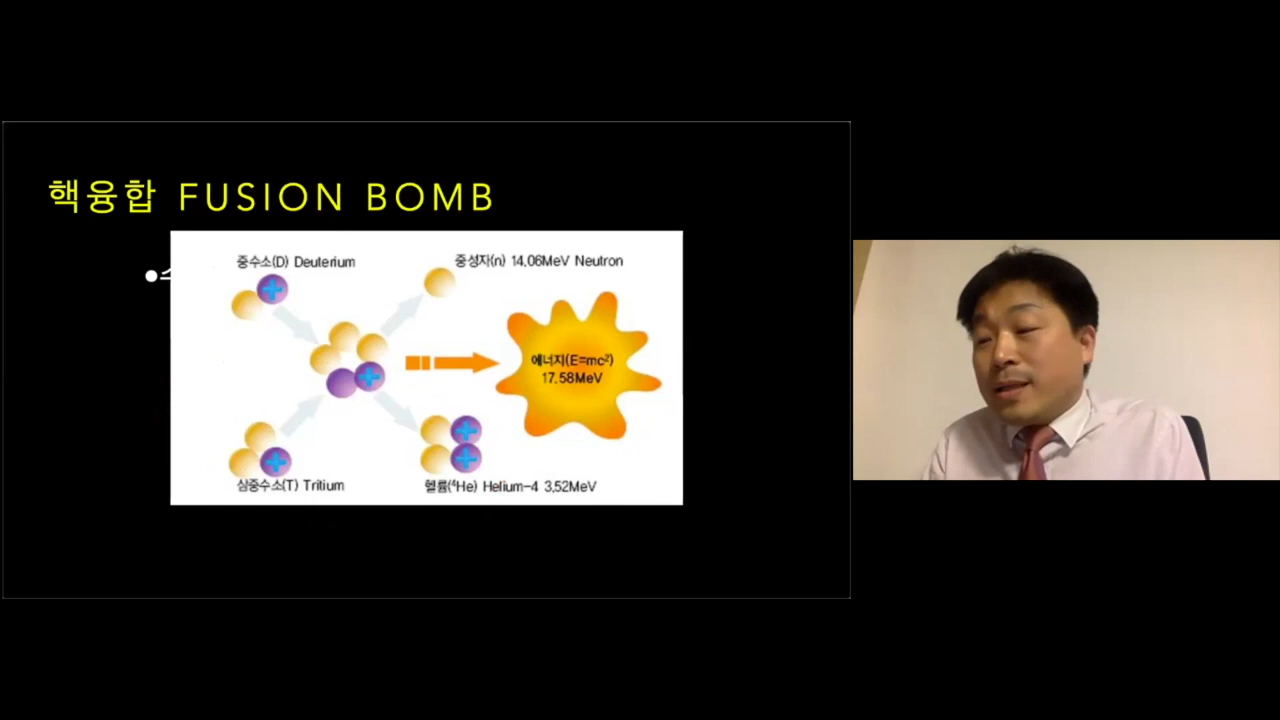 핵융합 FUSION BOMB
중수소(D) Deuterium
중성자(n) 14.06MeV Neutron
에너지(E=mc²)
17.58MeV
삼중수소(T) Tritium
헬륨(⁴He) Helium-4 3.52MeV